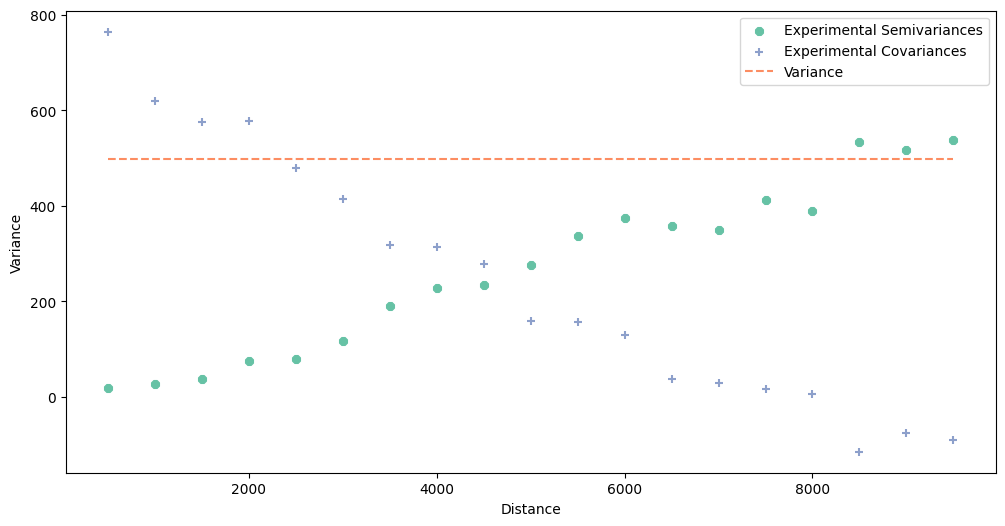 800
600
400
200
0
Variance
Experimental Semivariances
Experimental Covariances
Variance
2000 4000 6000 8000
Distance